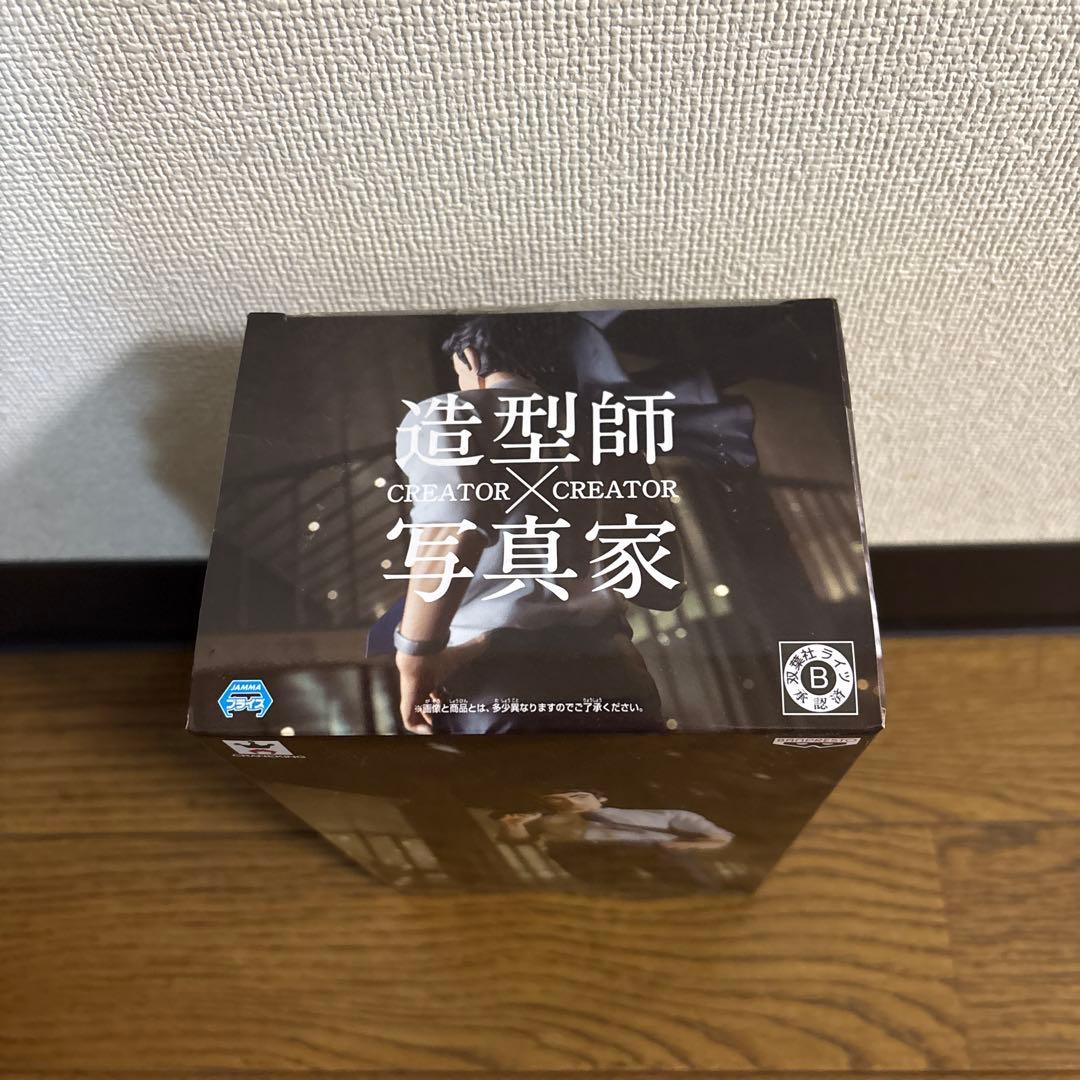 造型師
CREATOR×CREATOR
写真家
JAMMA
プライズ
※画像と商品とは、多少異なりますのでご了承ください。
双葉社ライツ
B
承認済
CRANEKING
BANPRESTO